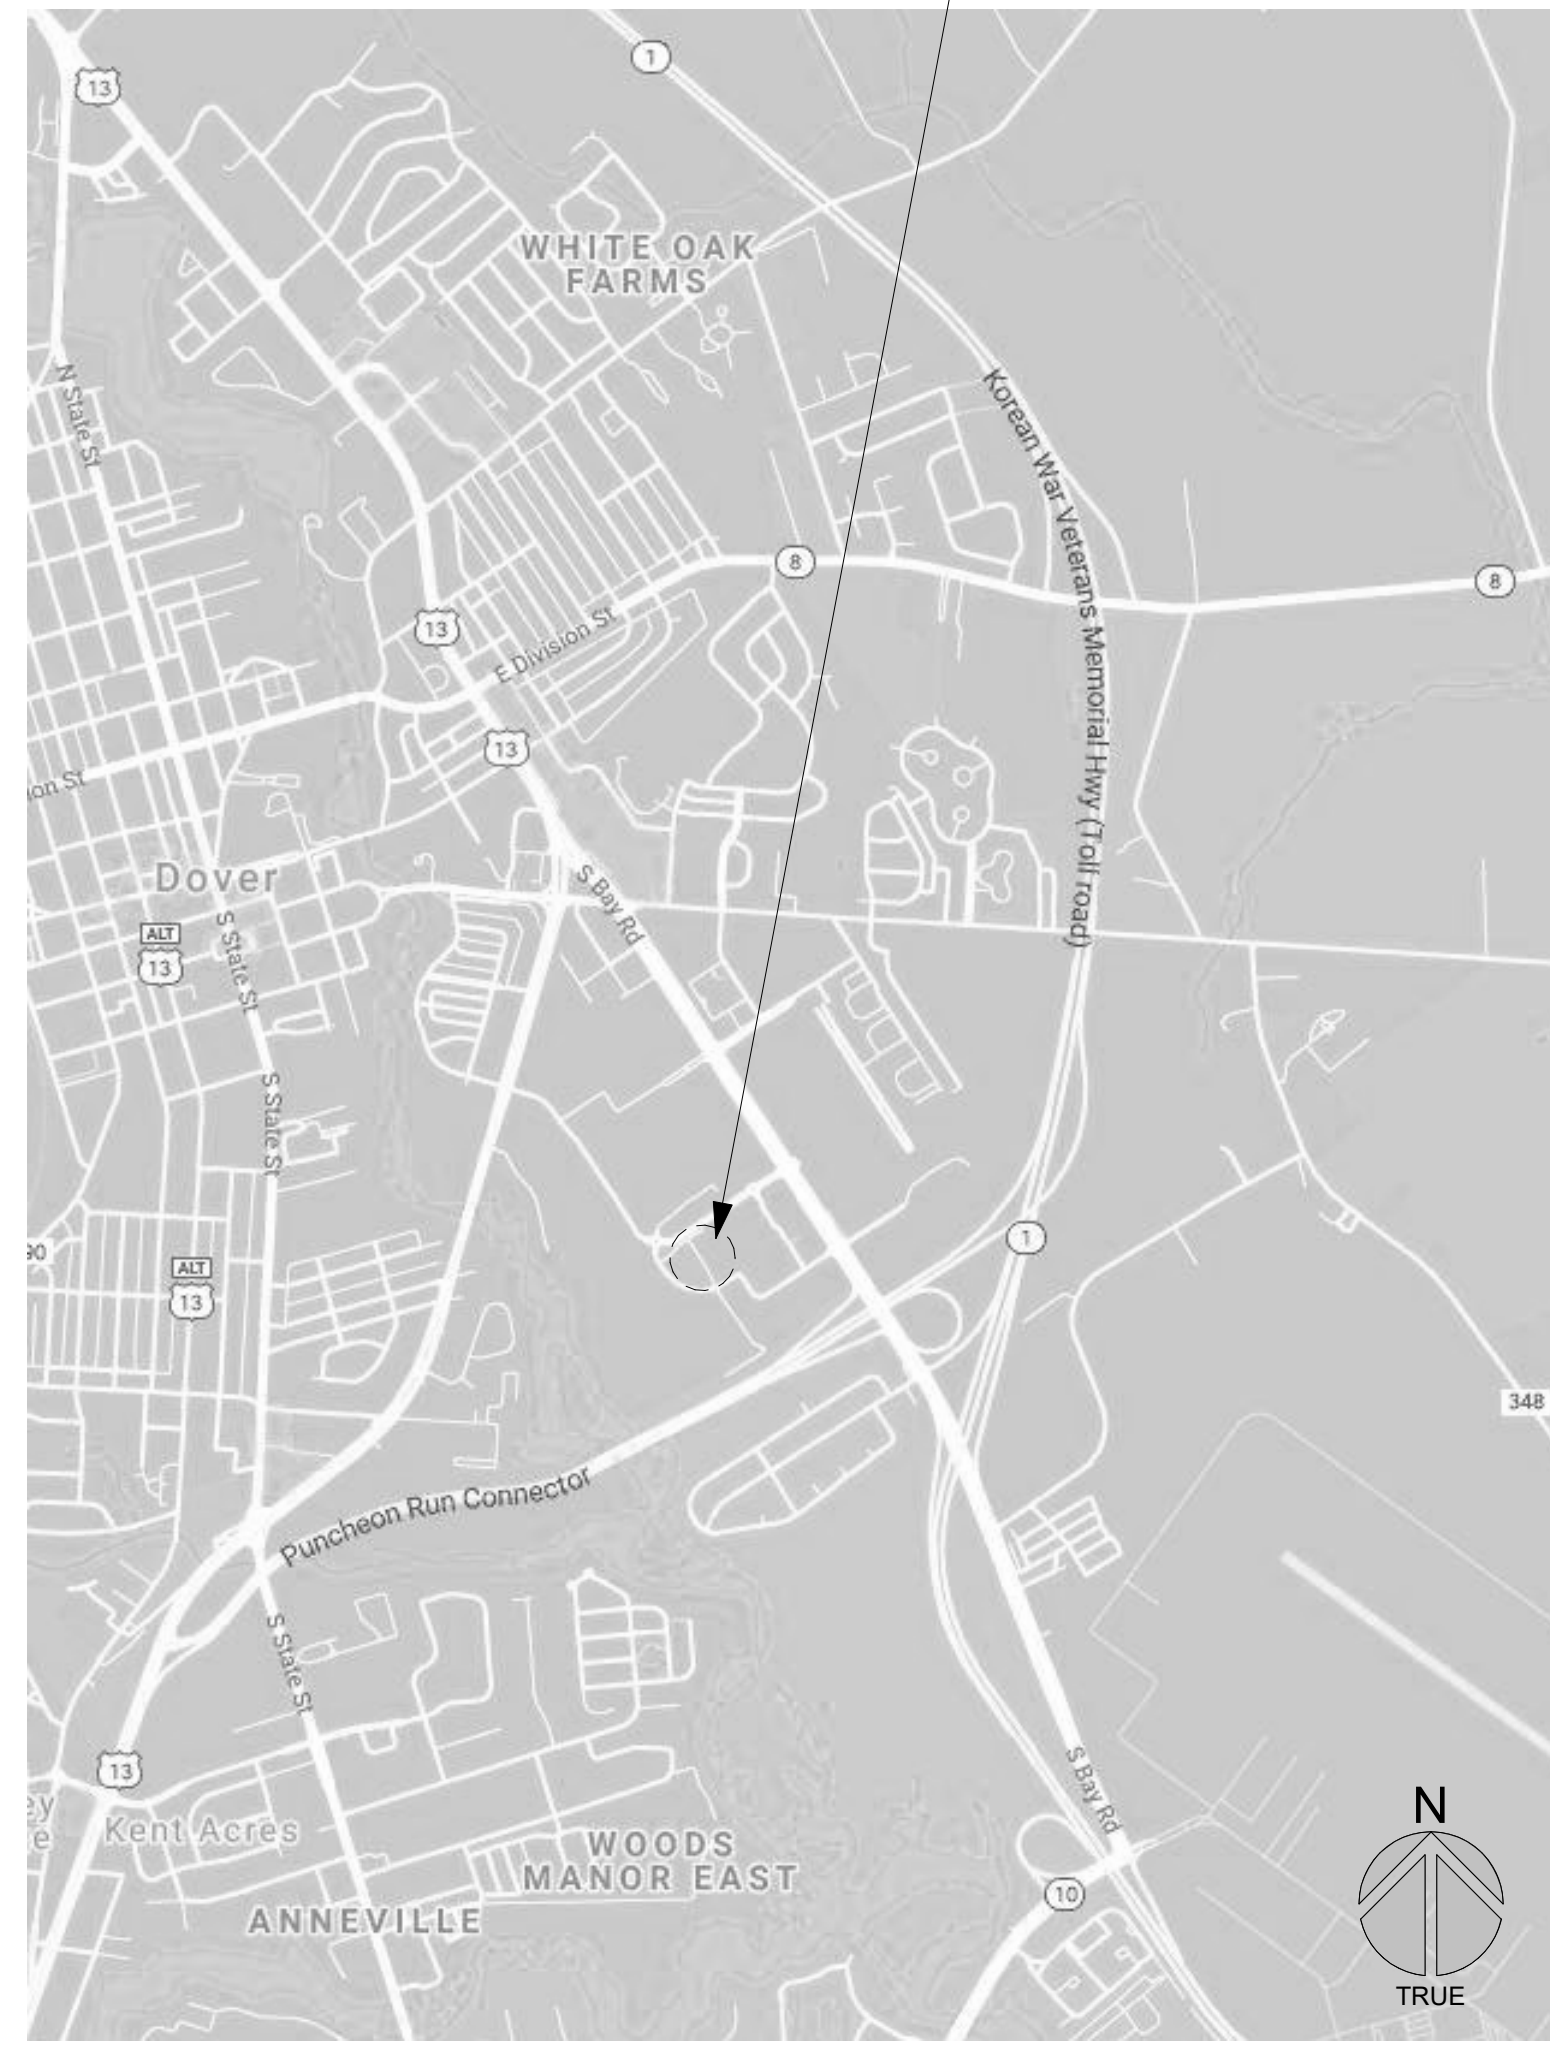 1
13
WHITE OAK
FARMS
N State St
Korean War Veterans Memorial Hwy (Toll road)
8
8
13
E Division St
13
ion St
Dover
S Bay Rd
ALT
13
S State St
S State St
1
90
ALT
13
348
Puncheon Run Connector
S State St
13
S Bay Rd
ey
e
Kent Acres
WOODS
MANOR EAST
10
ANNEVILLE
N
TRUE